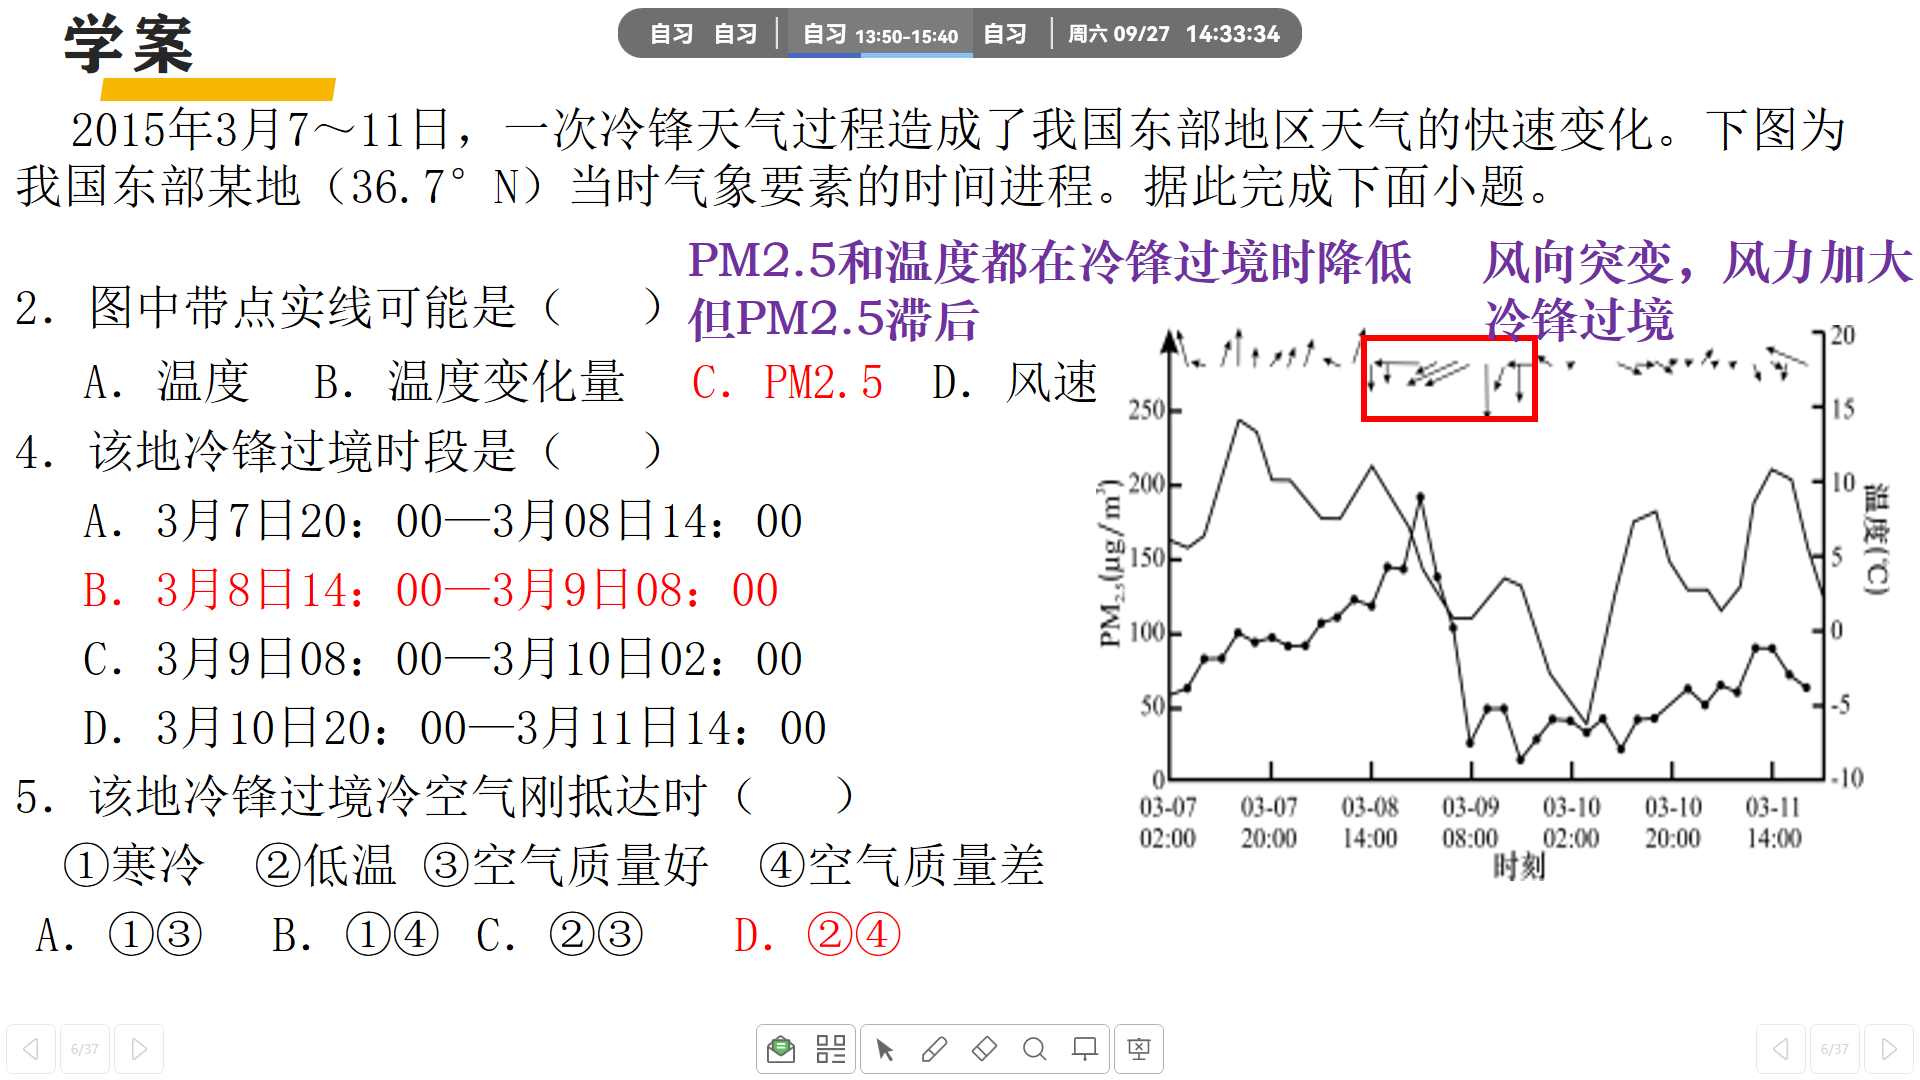 学案
自习 自习 自习 13:50-15:40 自习 周六 09/27 14:33:34
2015年3月7～11日，一次冷锋天气过程造成了我国东部地区天气的快速变化。下图为
我国东部某地（36.7°N）当时气象要素的时间进程。据此完成下面小题。
PM2.5和温度都在冷锋过境时降低
但PM2.5滞后
风向突变，风力加大
冷锋过境
2. 图中带点实线可能是（ ）
A. 温度 B. 温度变化量 C. PM2.5 D. 风速
4. 该地冷锋过境时段是（ ）
A. 3月7日20：00—3月08日14：00
B. 3月8日14：00—3月9日08：00
C. 3月9日08：00—3月10日02：00
D. 3月10日20：00—3月11日14：00
5. 该地冷锋过境冷空气刚抵达时（ ）
①寒冷 ②低温 ③空气质量好 ④空气质量差
A. ①③ B. ①④ C. ②③ D. ②④
PM2.5(μg/m³)
250
200
150
100
50
0
20
15
10
5
0
-5
-10
温度(℃)
03-07 03-07 03-08 03-09 03-10 03-10 03-11
02:00 20:00 14:00 08:00 02:00 20:00 14:00
时刻
6/37
6/37